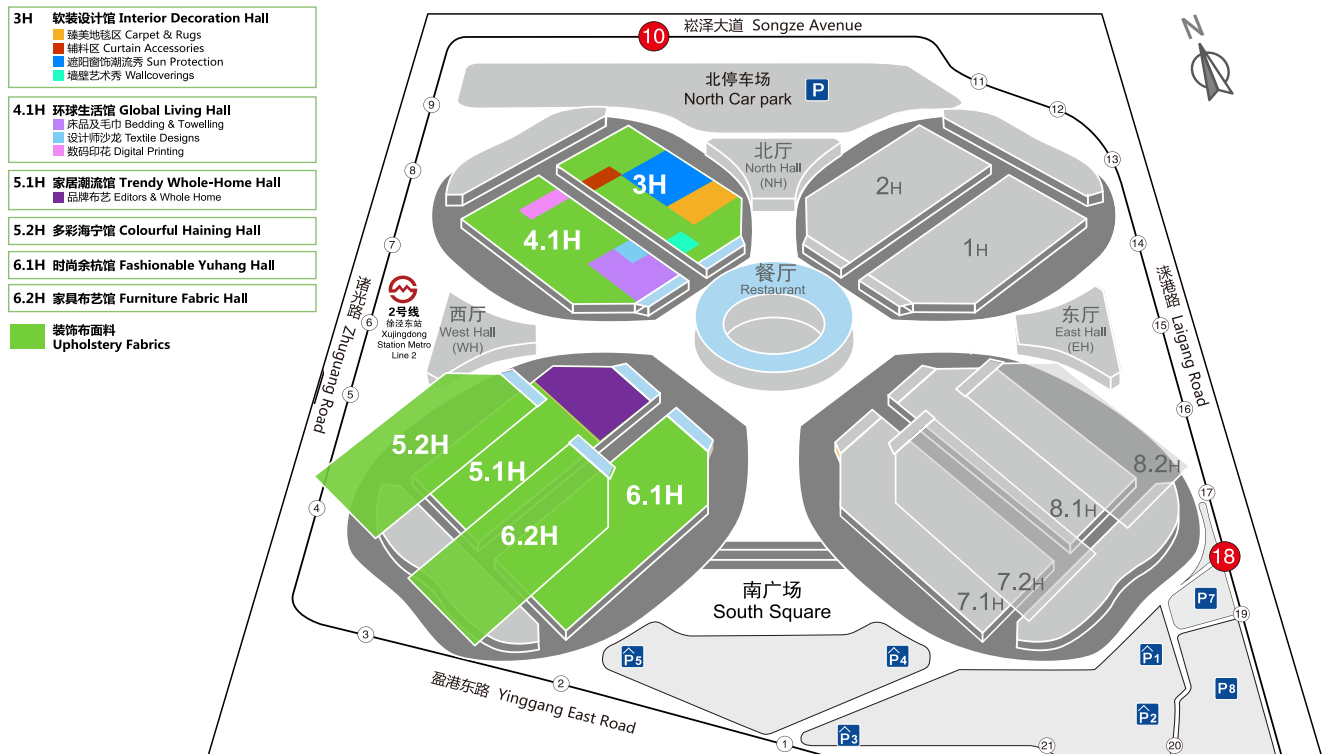 3H 软装设计馆 Interior Decoration Hall
臻美地毯区 Carpet & Rugs
辅料区 Curtain Accessories
遮阳窗饰潮流秀 Sun Protection
墙壁艺术秀 Wallcoverings
4.1H 环球生活馆 Global Living Hall
床品及毛巾 Bedding & Towelling
设计师沙龙 Textile Designs
数码印花 Digital Printing
5.1H 家居潮流馆 Trendy Whole-Home Hall
品牌布艺 Editors & Whole Home
5.2H 多彩海宁馆 Colourful Haining Hall
6.1H 时尚余杭馆 Fashionable Yuhang Hall
6.2H 家具布艺馆 Furniture Fabric Hall
装饰布面料
Upholstery Fabrics
崧泽大道 Songze Avenue
10
N
北停车场
North Car park
P
11
12
13
14
15
16
17
18
19
20
21
9
8
7
6
5
4
3
2
1
北厅
North Hall
(NH)
3H
4.1H
2H
1H
餐厅
Restaurant
2号线
徐泾东站
Xujingdong
Station Metro
Line 2
西厅
West Hall
(WH)
东厅
East Hall
(EH)
诸光路 Zhuguang Road
涞港路 Laigang Road
5.2H
5.1H
6.1H
6.2H
8.2H
8.1H
7.2H
7.1H
南广场
South Square
盈港东路 Yinggang East Road
P5
P4
P3
P1
P2
P7
P8